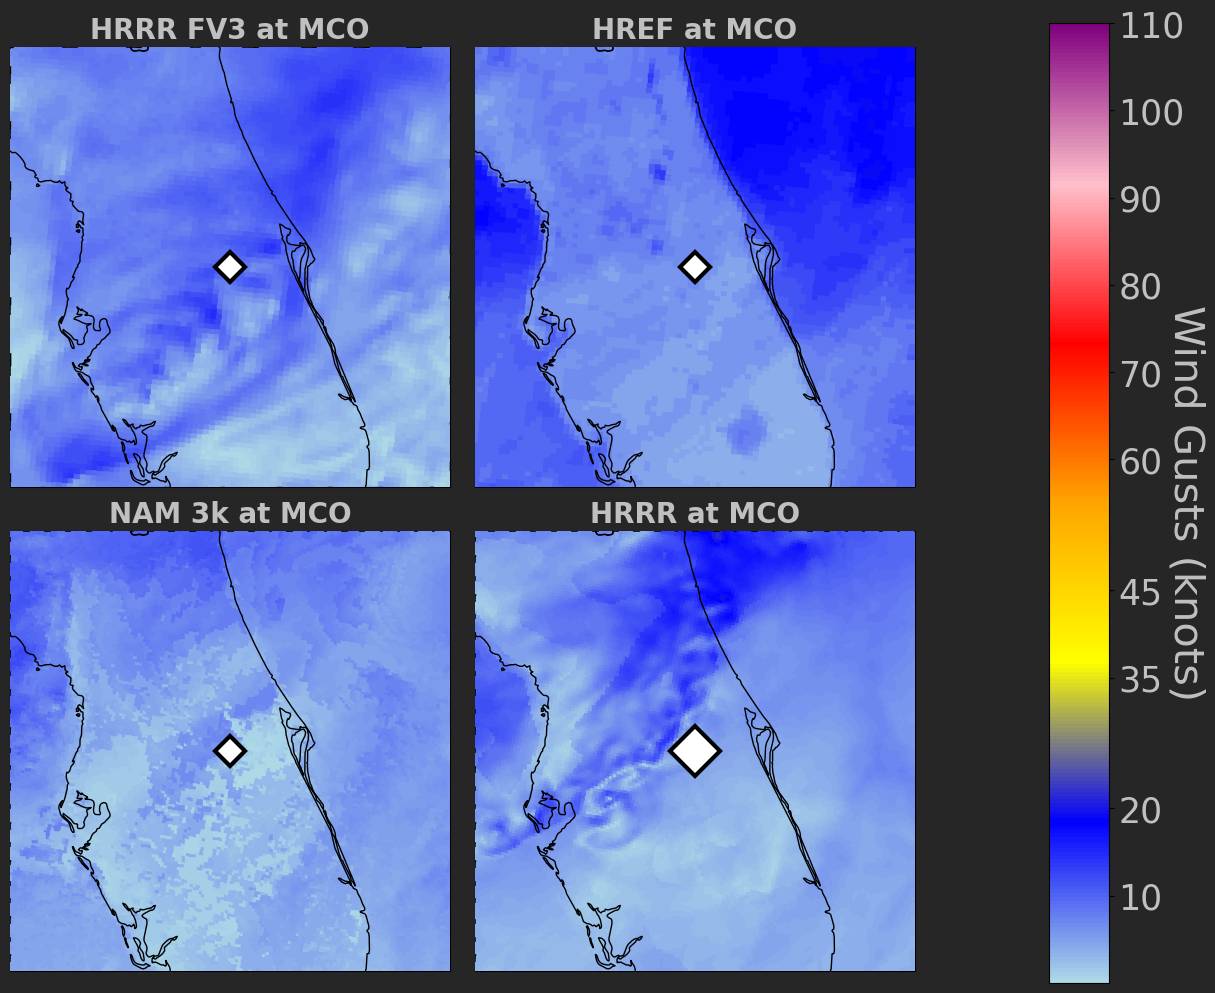 HRRR FV3 at MCO
HREF at MCO
NAM 3k at MCO
HRRR at MCO
110
100
90
80
70
60
45
35
20
10
Wind Gusts (knots)